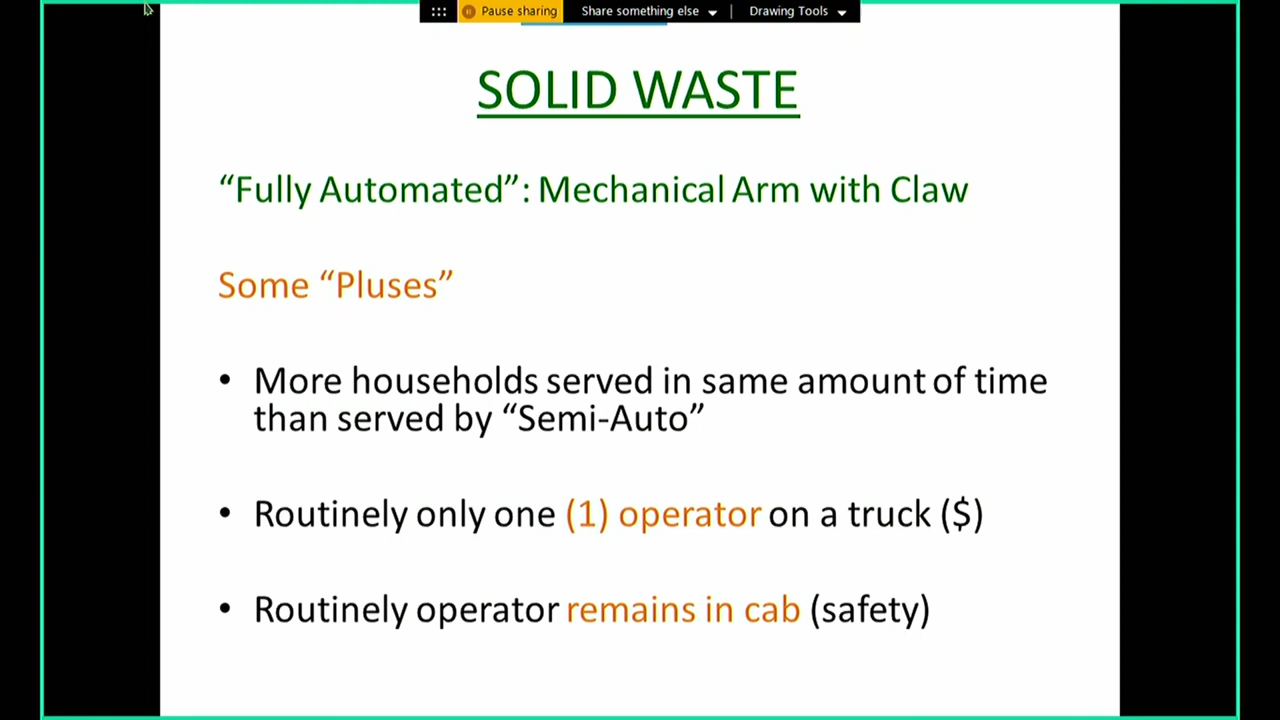 Pause sharing Share something else Drawing Tools
SOLID WASTE
“Fully Automated”: Mechanical Arm with Claw
Some “Pluses”
• More households served in same amount of time
than served by “Semi-Auto”
• Routinely only one (1) operator on a truck ($)
• Routinely operator remains in cab (safety)